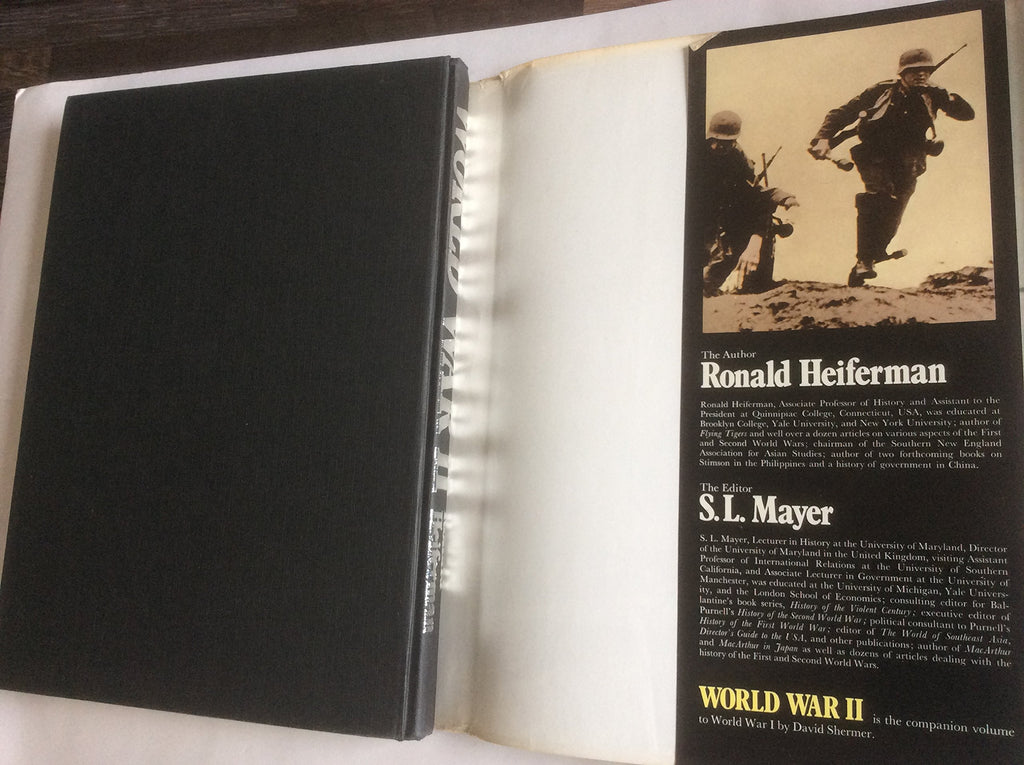 WORLD WAR II Heiferman
The Author
Ronald Heiferman
Ronald Heiferman, Associate Professor of History and Assistant to the
President at Quinnipiac College, Connecticut, USA, was educated at
Brooklyn College, Yale University, and New York University; author of
Flying Tigers and well over a dozen articles on various aspects of the First
and Second World Wars; chairman of the Southern New England
Association for Asian Studies; author of two forthcoming books on
Stimson in the Philippines and a history of government in China.
The Editor
S. L. Mayer
S. L. Mayer, Lecturer in History at the University of Maryland, Director
of the University of Maryland in the United Kingdom, visiting Assistant
Professor of International Relations at the University of Southern
California, and Associate Lecturer in Government at the University of
Manchester, was educated at the University of Michigan, Yale Univers-
ity, and the London School of Economics; consulting editor for Bal-
lantine's book series, History of the Violent Century; executive editor of
Purnell's History of the Second World War; political consultant to Purnell's
History of the First World War; editor of The World of Southeast Asia,
Director's Guide to the USA, and other publications; author of MacArthur
and MacArthur in Japan as well as dozens of articles dealing with the
history of the First and Second World Wars.
WORLD WAR II is the companion volume
to World War I by David Shermer.